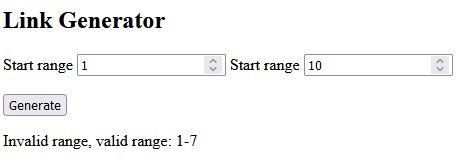 Link Generator
Start range 1 Start range 10
Generate
Invalid range, valid range: 1-7